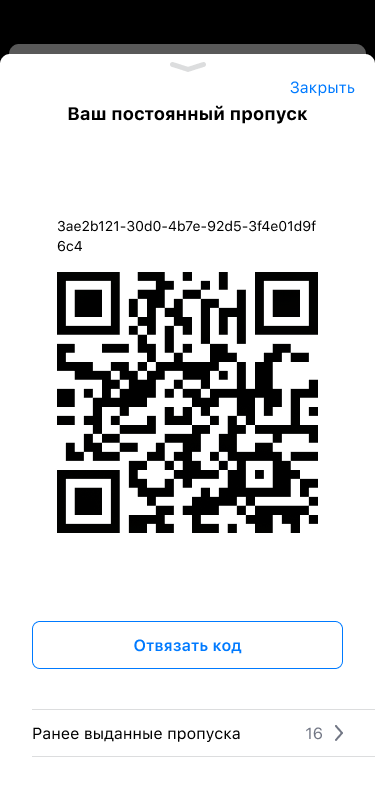 Закрыть
Ваш постоянный пропуск
3ae2b121-30d0-4b7e-92d5-3f4e01d9f
6c4
Отвязать код
Ранее выданные пропуска 16